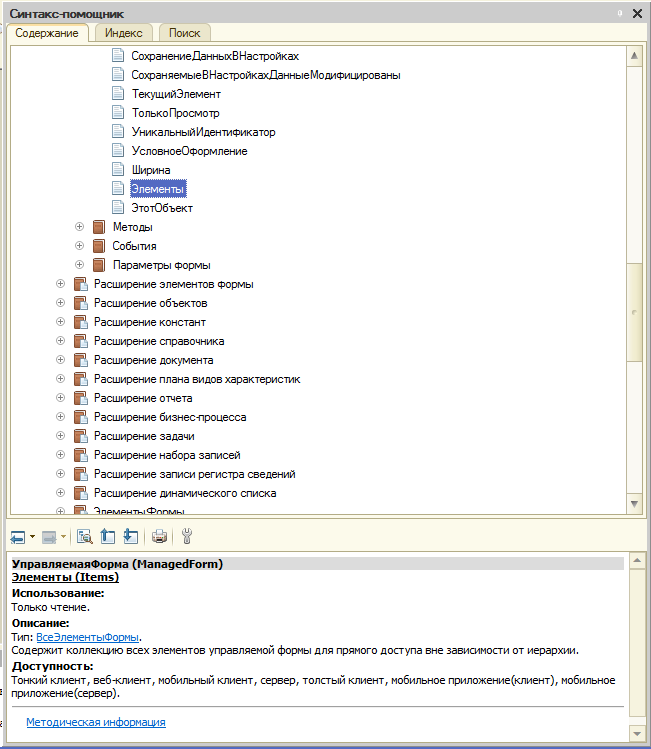 Синтакс-помощник
Содержание Индекс Поиск
СохранениеДанныхВНастройках
СохраняемыеВНастройкахДанныеМодифицированы
ТекущийЭлемент
ТолькоПросмотр
УникальныйИдентификатор
УсловноеОформление
Ширина
Элементы
ЭтотОбъект
Методы
События
Параметры формы
Расширение элементов формы
Расширение объектов
Расширение констант
Расширение справочника
Расширение документа
Расширение плана видов характеристик
Расширение отчета
Расширение бизнес-процесса
Расширение задачи
Расширение набора записей
Расширение записи регистра сведений
Расширение динамического списка
ЭлементыФормы
УправляемаяФорма (ManagedForm)
Элементы (Items)
Использование:
Только чтение.
Описание:
Тип: ВсеЭлементыФормы.
Содержит коллекцию всех элементов управляемой формы для прямого доступа вне зависимости от иерархии.
Доступность:
Тонкий клиент, веб-клиент, мобильный клиент, сервер, толстый клиент, мобильное приложение(клиент), мобильное
приложение(сервер).
Методическая информация